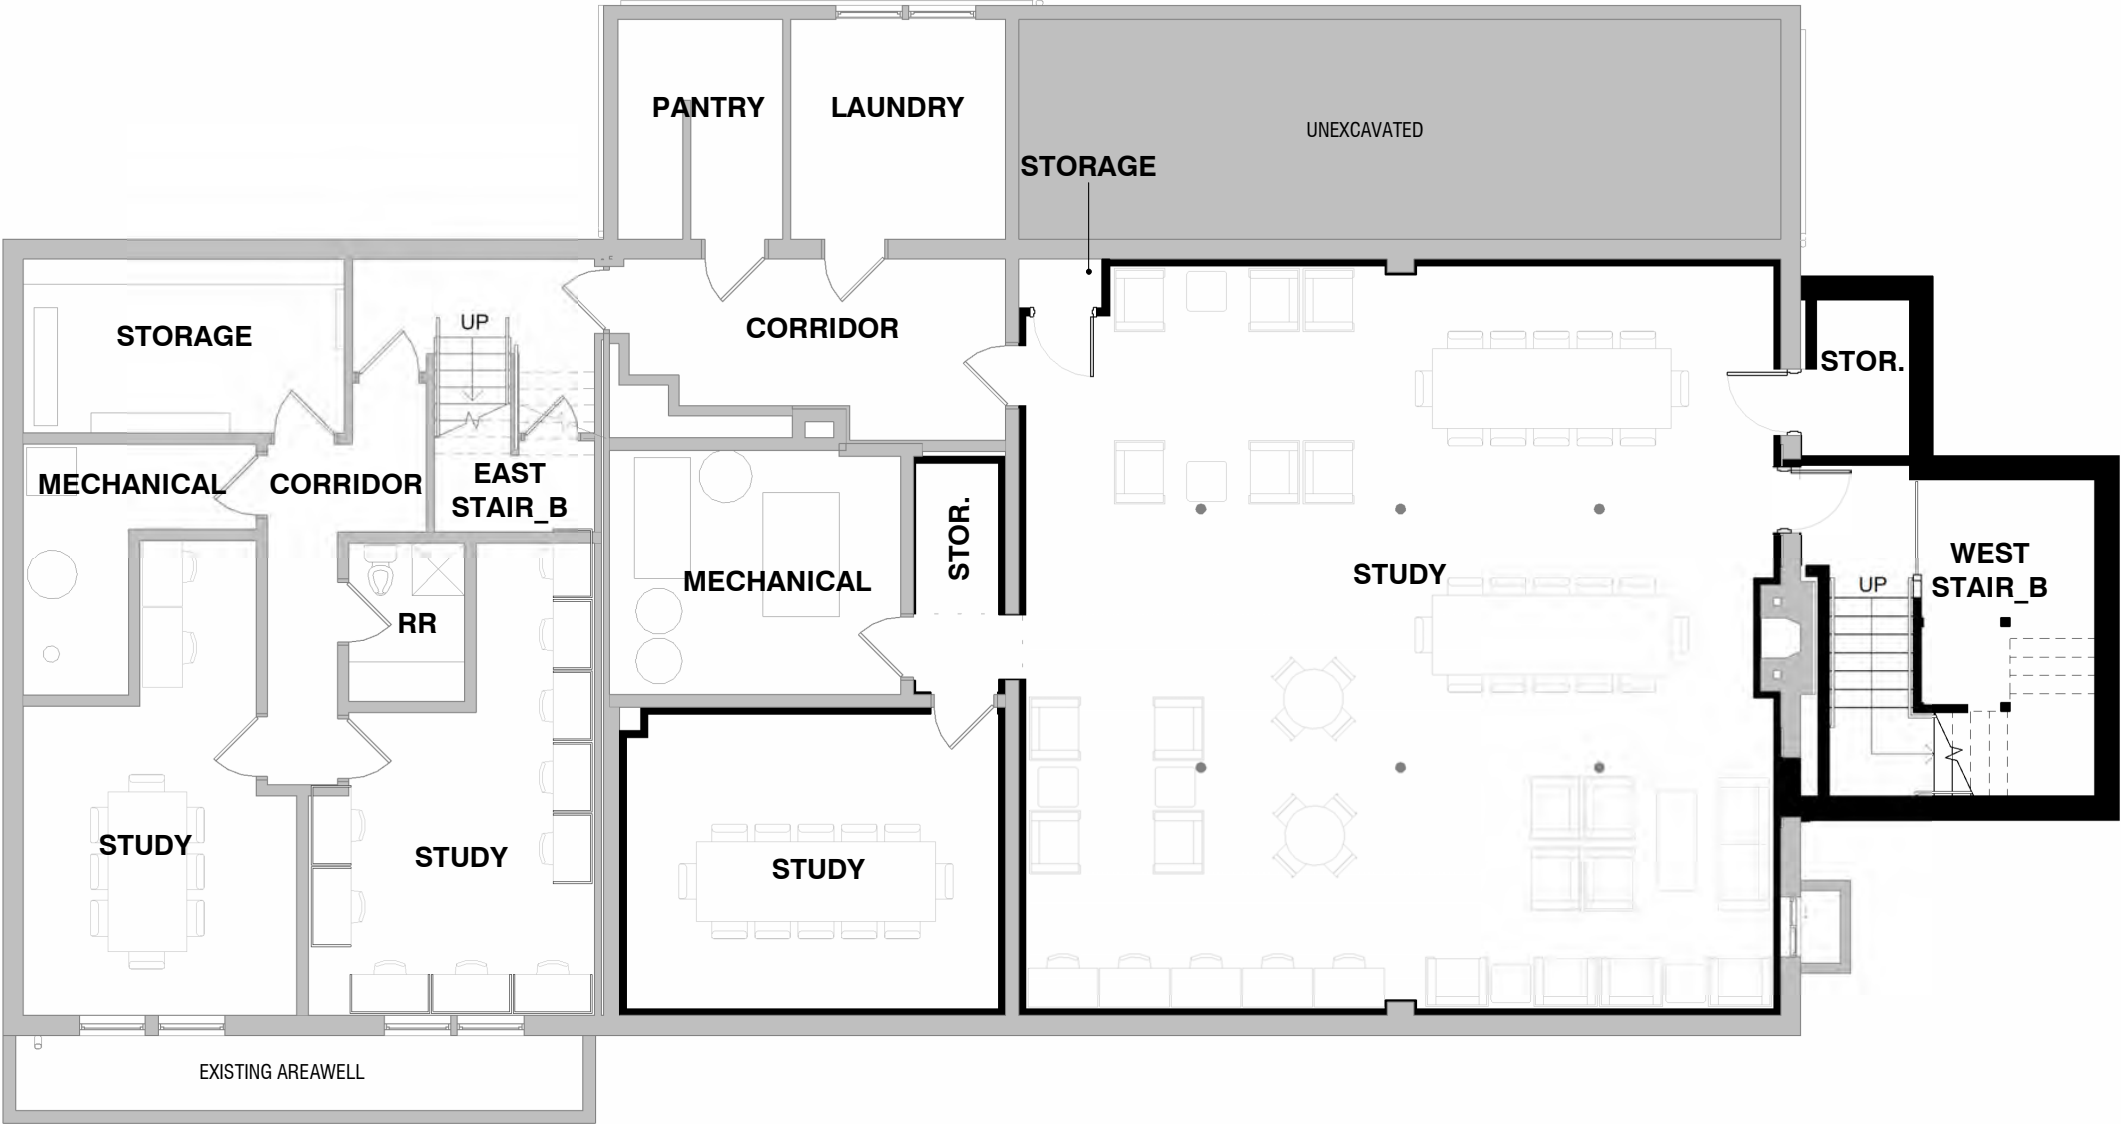 PANTRY
LAUNDRY
UNEXCAVATED
STORAGE
UP
CORRIDOR
STORAGE
STOR.
MECHANICAL
CORRIDOR
EAST
STAIR_B
STOR.
MECHANICAL
STUDY
WEST
STAIR_B
UP
RR
STUDY
STUDY
STUDY
EXISTING AREAWELL